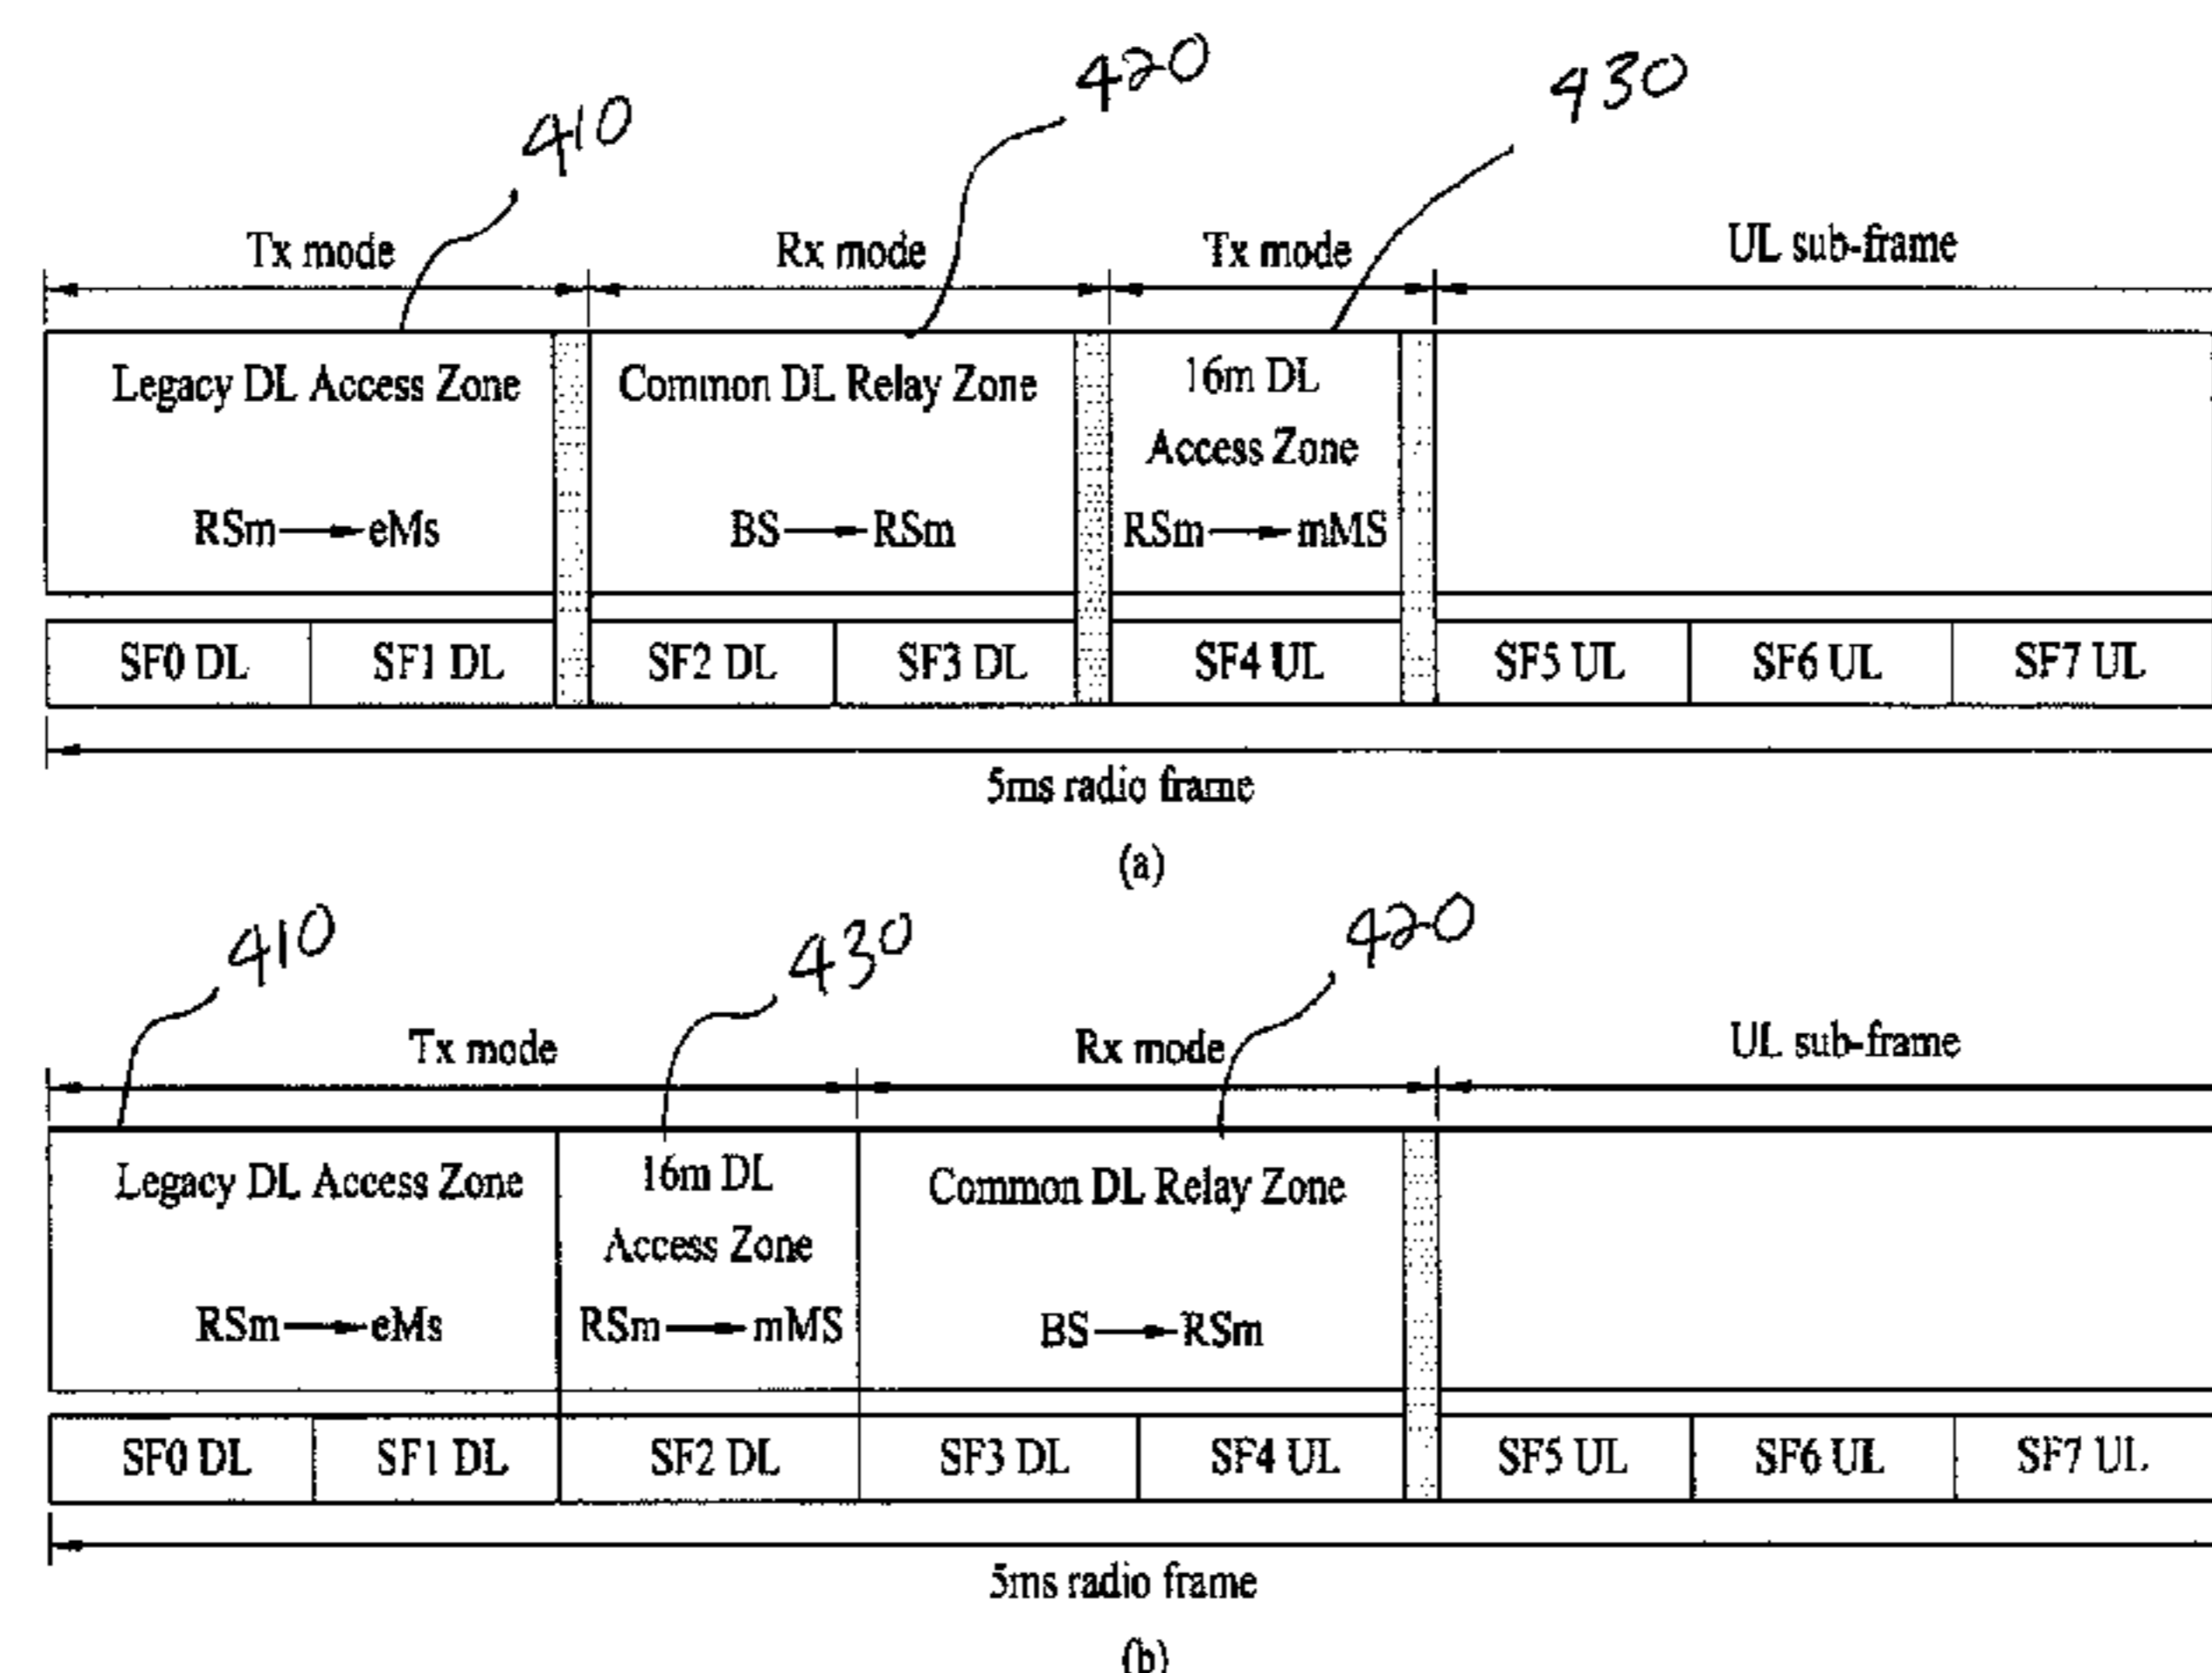 410
420
430
Tx mode Rx mode Tx mode UL sub-frame
Legacy DL Access Zone Common DL Relay Zone 16m DL
Access Zone
RSm eMs BS RSm RSm mMS
SF0 DL SF1 DL SF2 DL SF3 DL SF4 UL SF5 UL SF6 UL SF7 UL
5ms radio frame
(a)
410 430 420
Tx mode Rx mode UL sub-frame
Legacy DL Access Zone 16m DL Common DL Relay Zone
Access Zone
RSm eMs RSm mMS BS RSm
SF0 DL SF1 DL SF2 DL SF3 DL SF4 UL SF5 UL SF6 UL SF7 UL
5ms radio frame
(b)